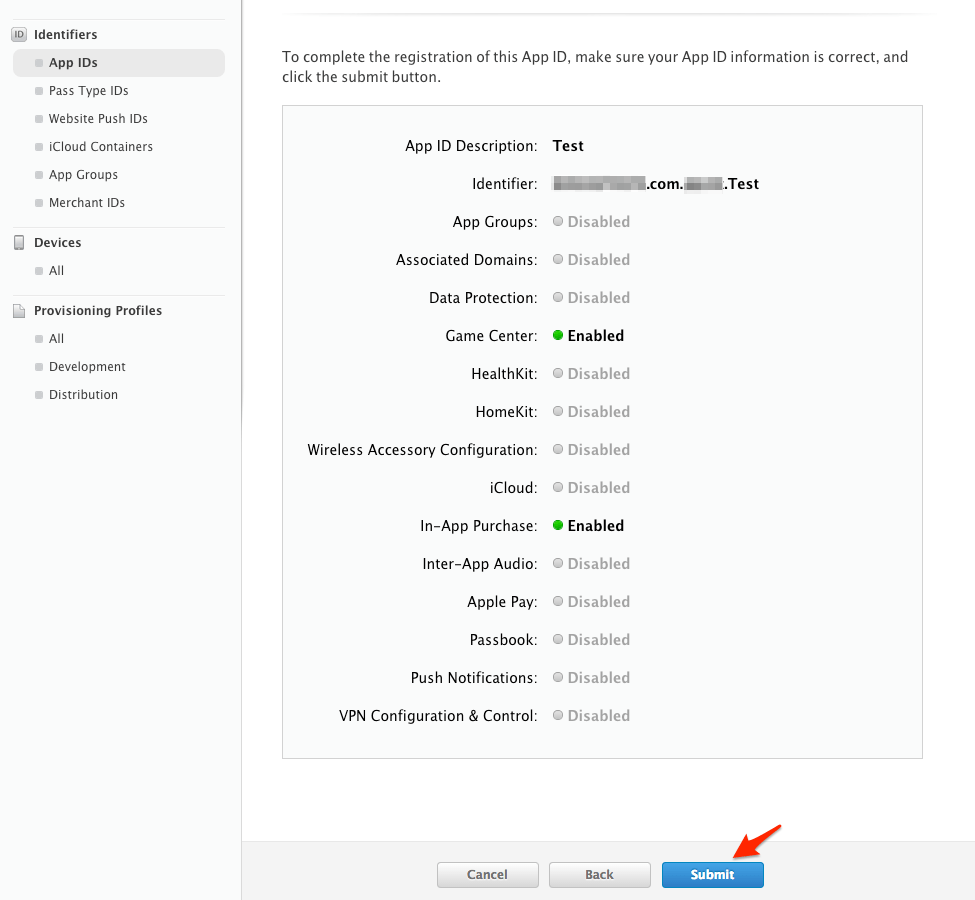 ID Identifiers
App IDs
Pass Type IDs
Website Push IDs
iCloud Containers
App Groups
Merchant IDs
Devices
All
Provisioning Profiles
All
Development
Distribution
To complete the registration of this App ID, make sure your App ID information is correct, and
click the submit button.
App ID Description: Test
Identifier: .com. .Test
App Groups: Disabled
Associated Domains: Disabled
Data Protection: Disabled
Game Center: Enabled
HealthKit: Disabled
HomeKit: Disabled
Wireless Accessory Configuration: Disabled
iCloud: Disabled
In-App Purchase: Enabled
Inter-App Audio: Disabled
Apple Pay: Disabled
Passbook: Disabled
Push Notifications: Disabled
VPN Configuration & Control: Disabled
Cancel Back Submit